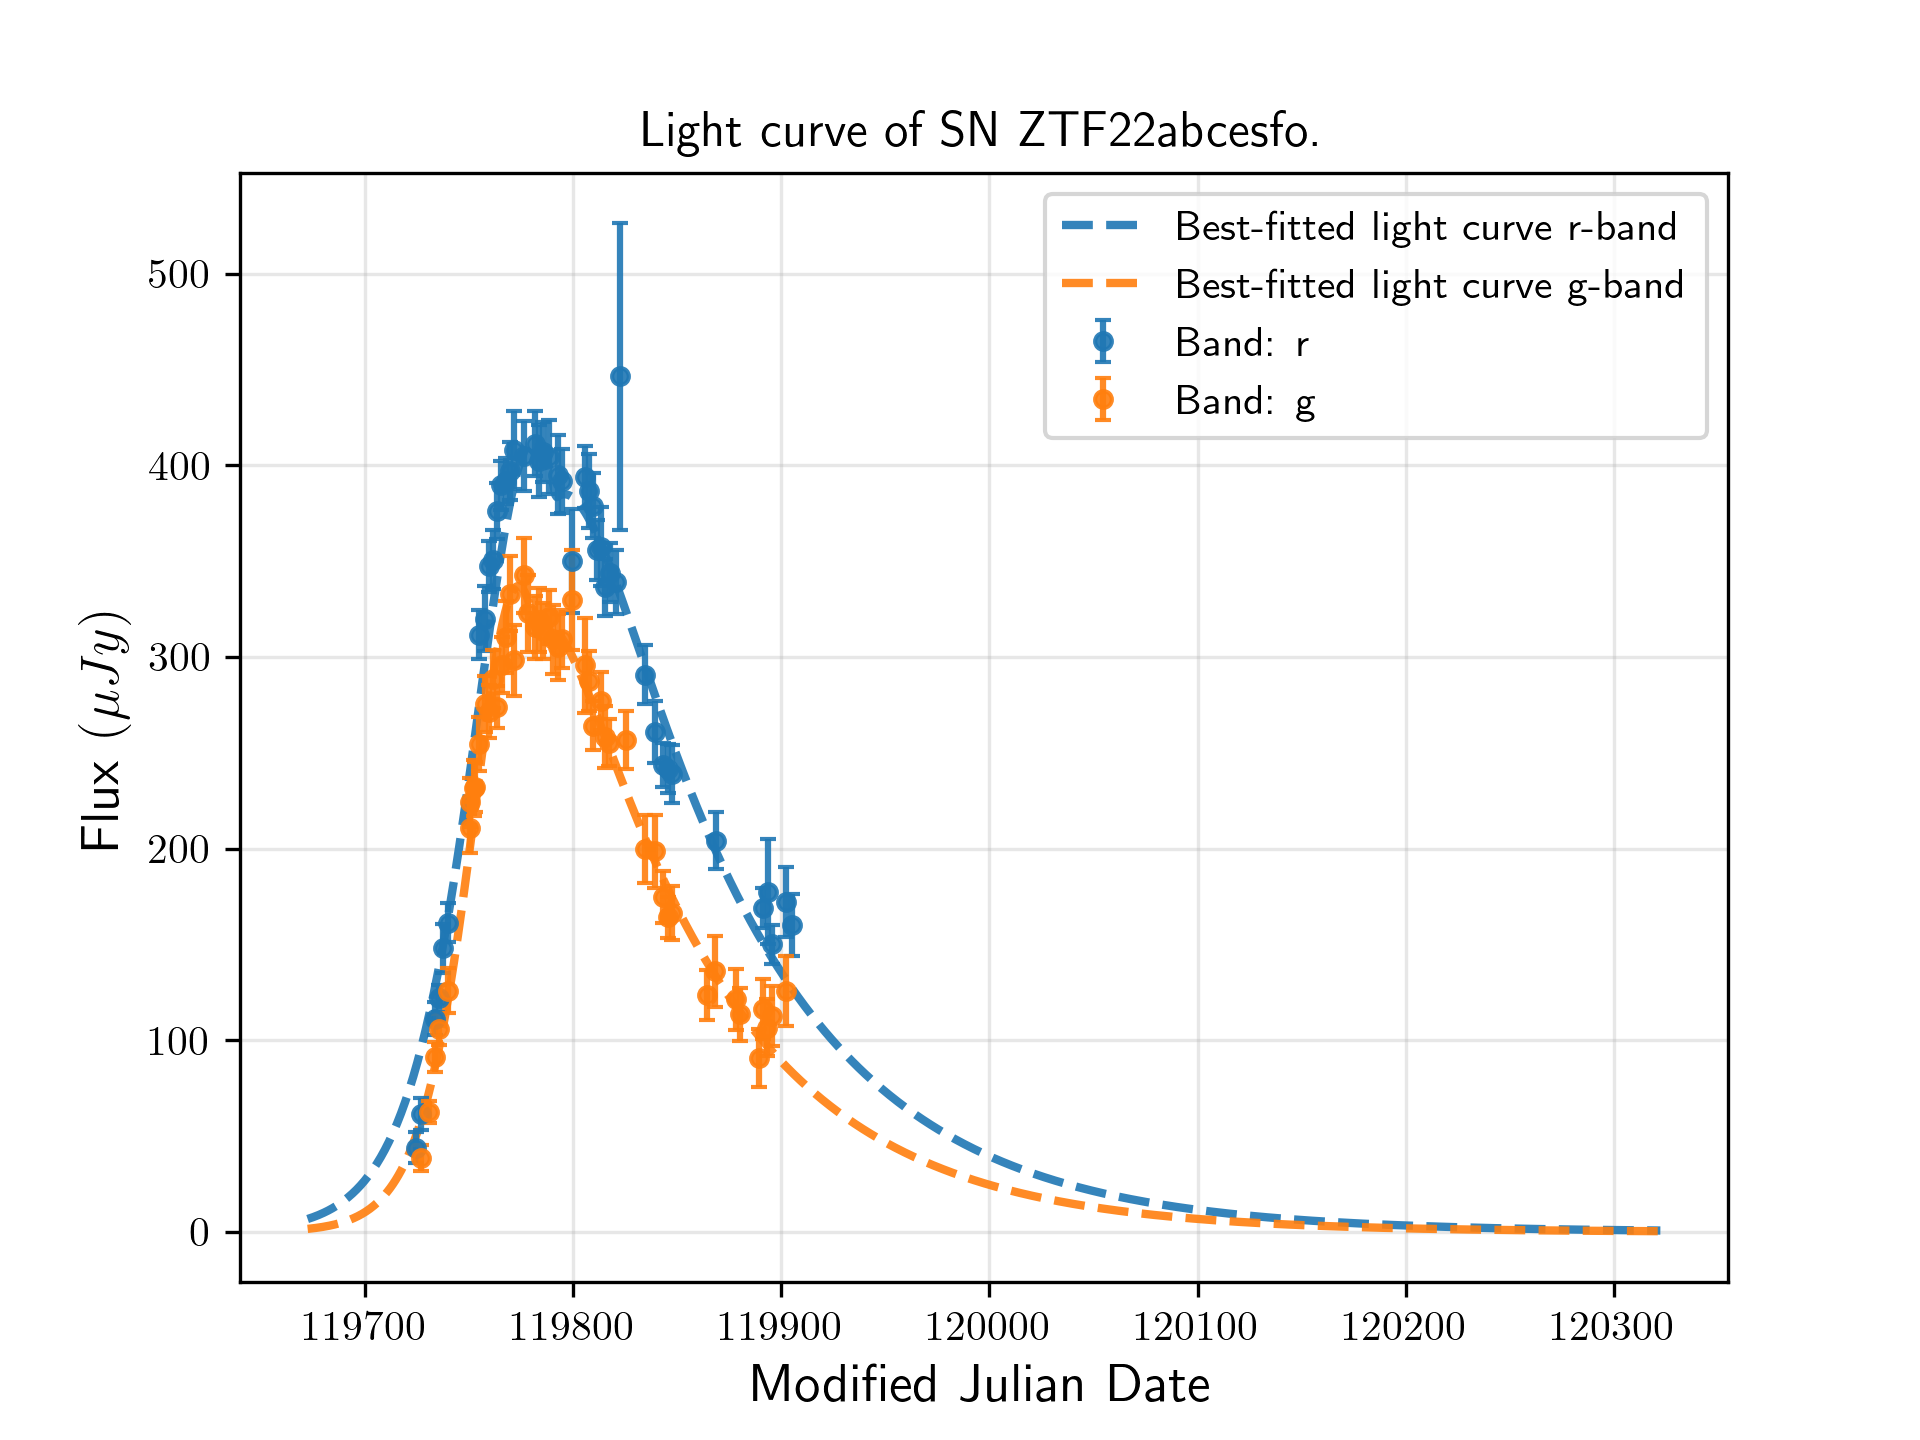 Light curve of SN ZTF22abcesfo.
Best-fitted light curve r-band
Best-fitted light curve g-band
Band: r
Band: g
500
400
300
200
100
0
Flux (μJy)
119700 119800 119900 120000 120100 120200 120300
Modified Julian Date